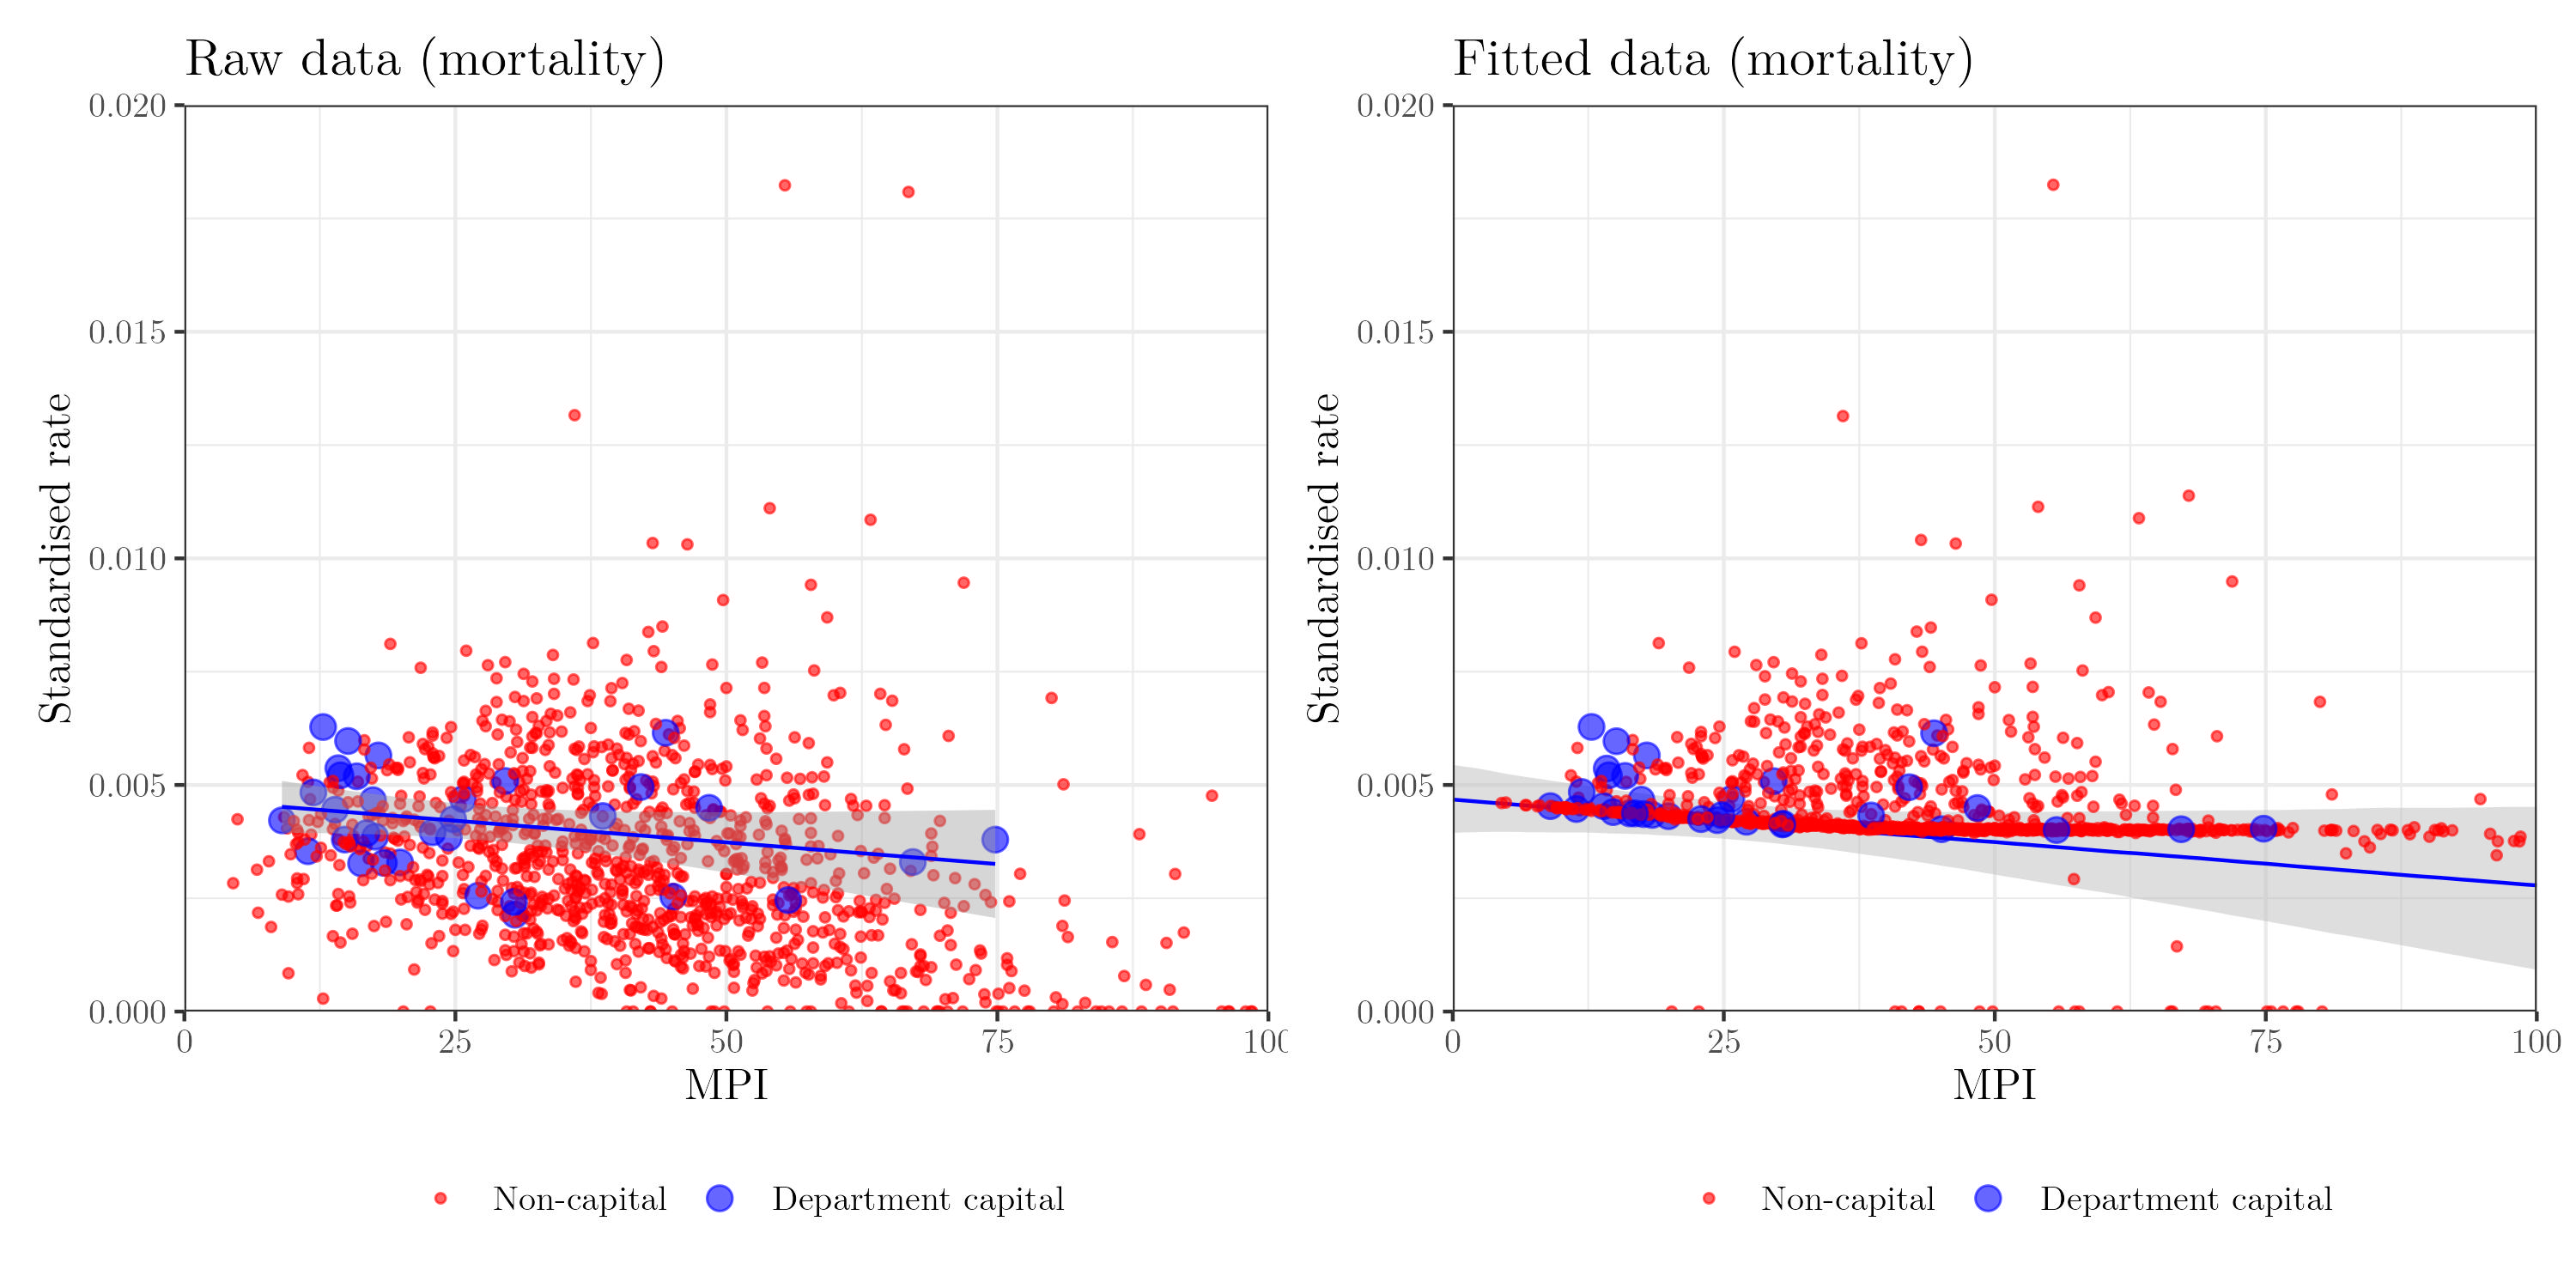 Raw data (mortality)
Standardised rate
0.020
0.015
0.010
0.005
0.000
0
25
50
75
100
MPI
Non-capital
Department capital
Fitted data (mortality)
Standardised rate
0.020
0.015
0.010
0.005
0.000
0
25
50
75
100
MPI
Non-capital
Department capital